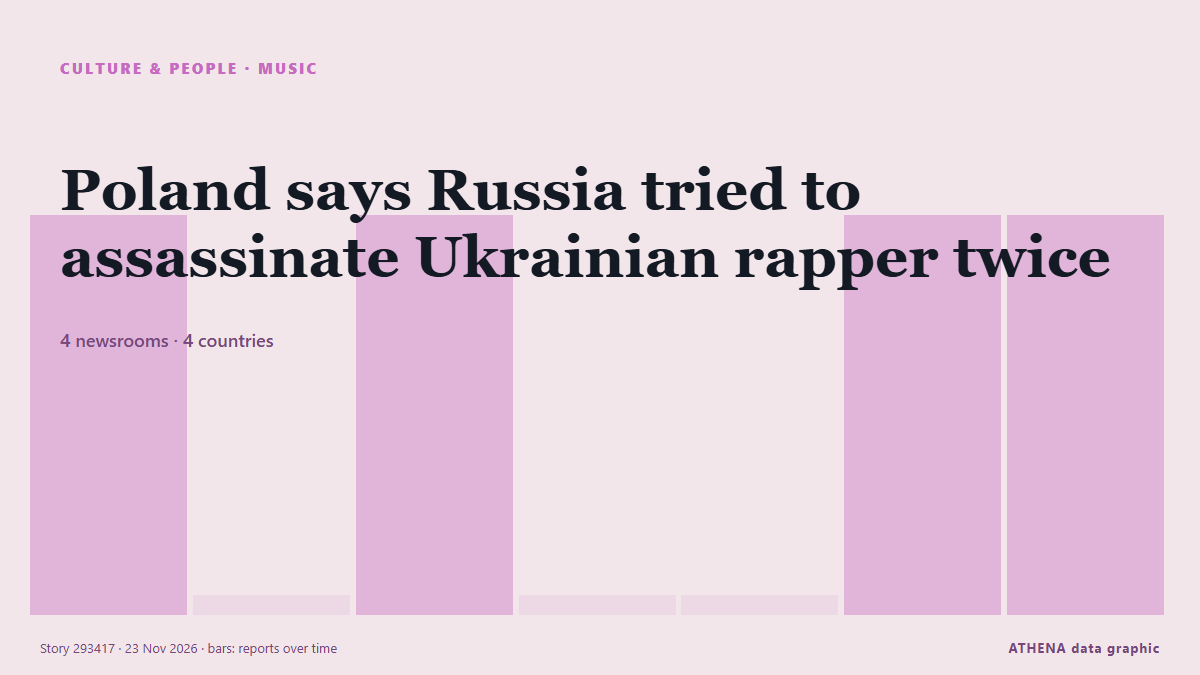 CULTURE & PEOPLE · MUSIC
Poland says Russia tried to
assassinate Ukrainian rapper twice
4 newsrooms · 4 countries
Story 293417 · 23 Nov 2026 · bars: reports over time
ATHENA data graphic